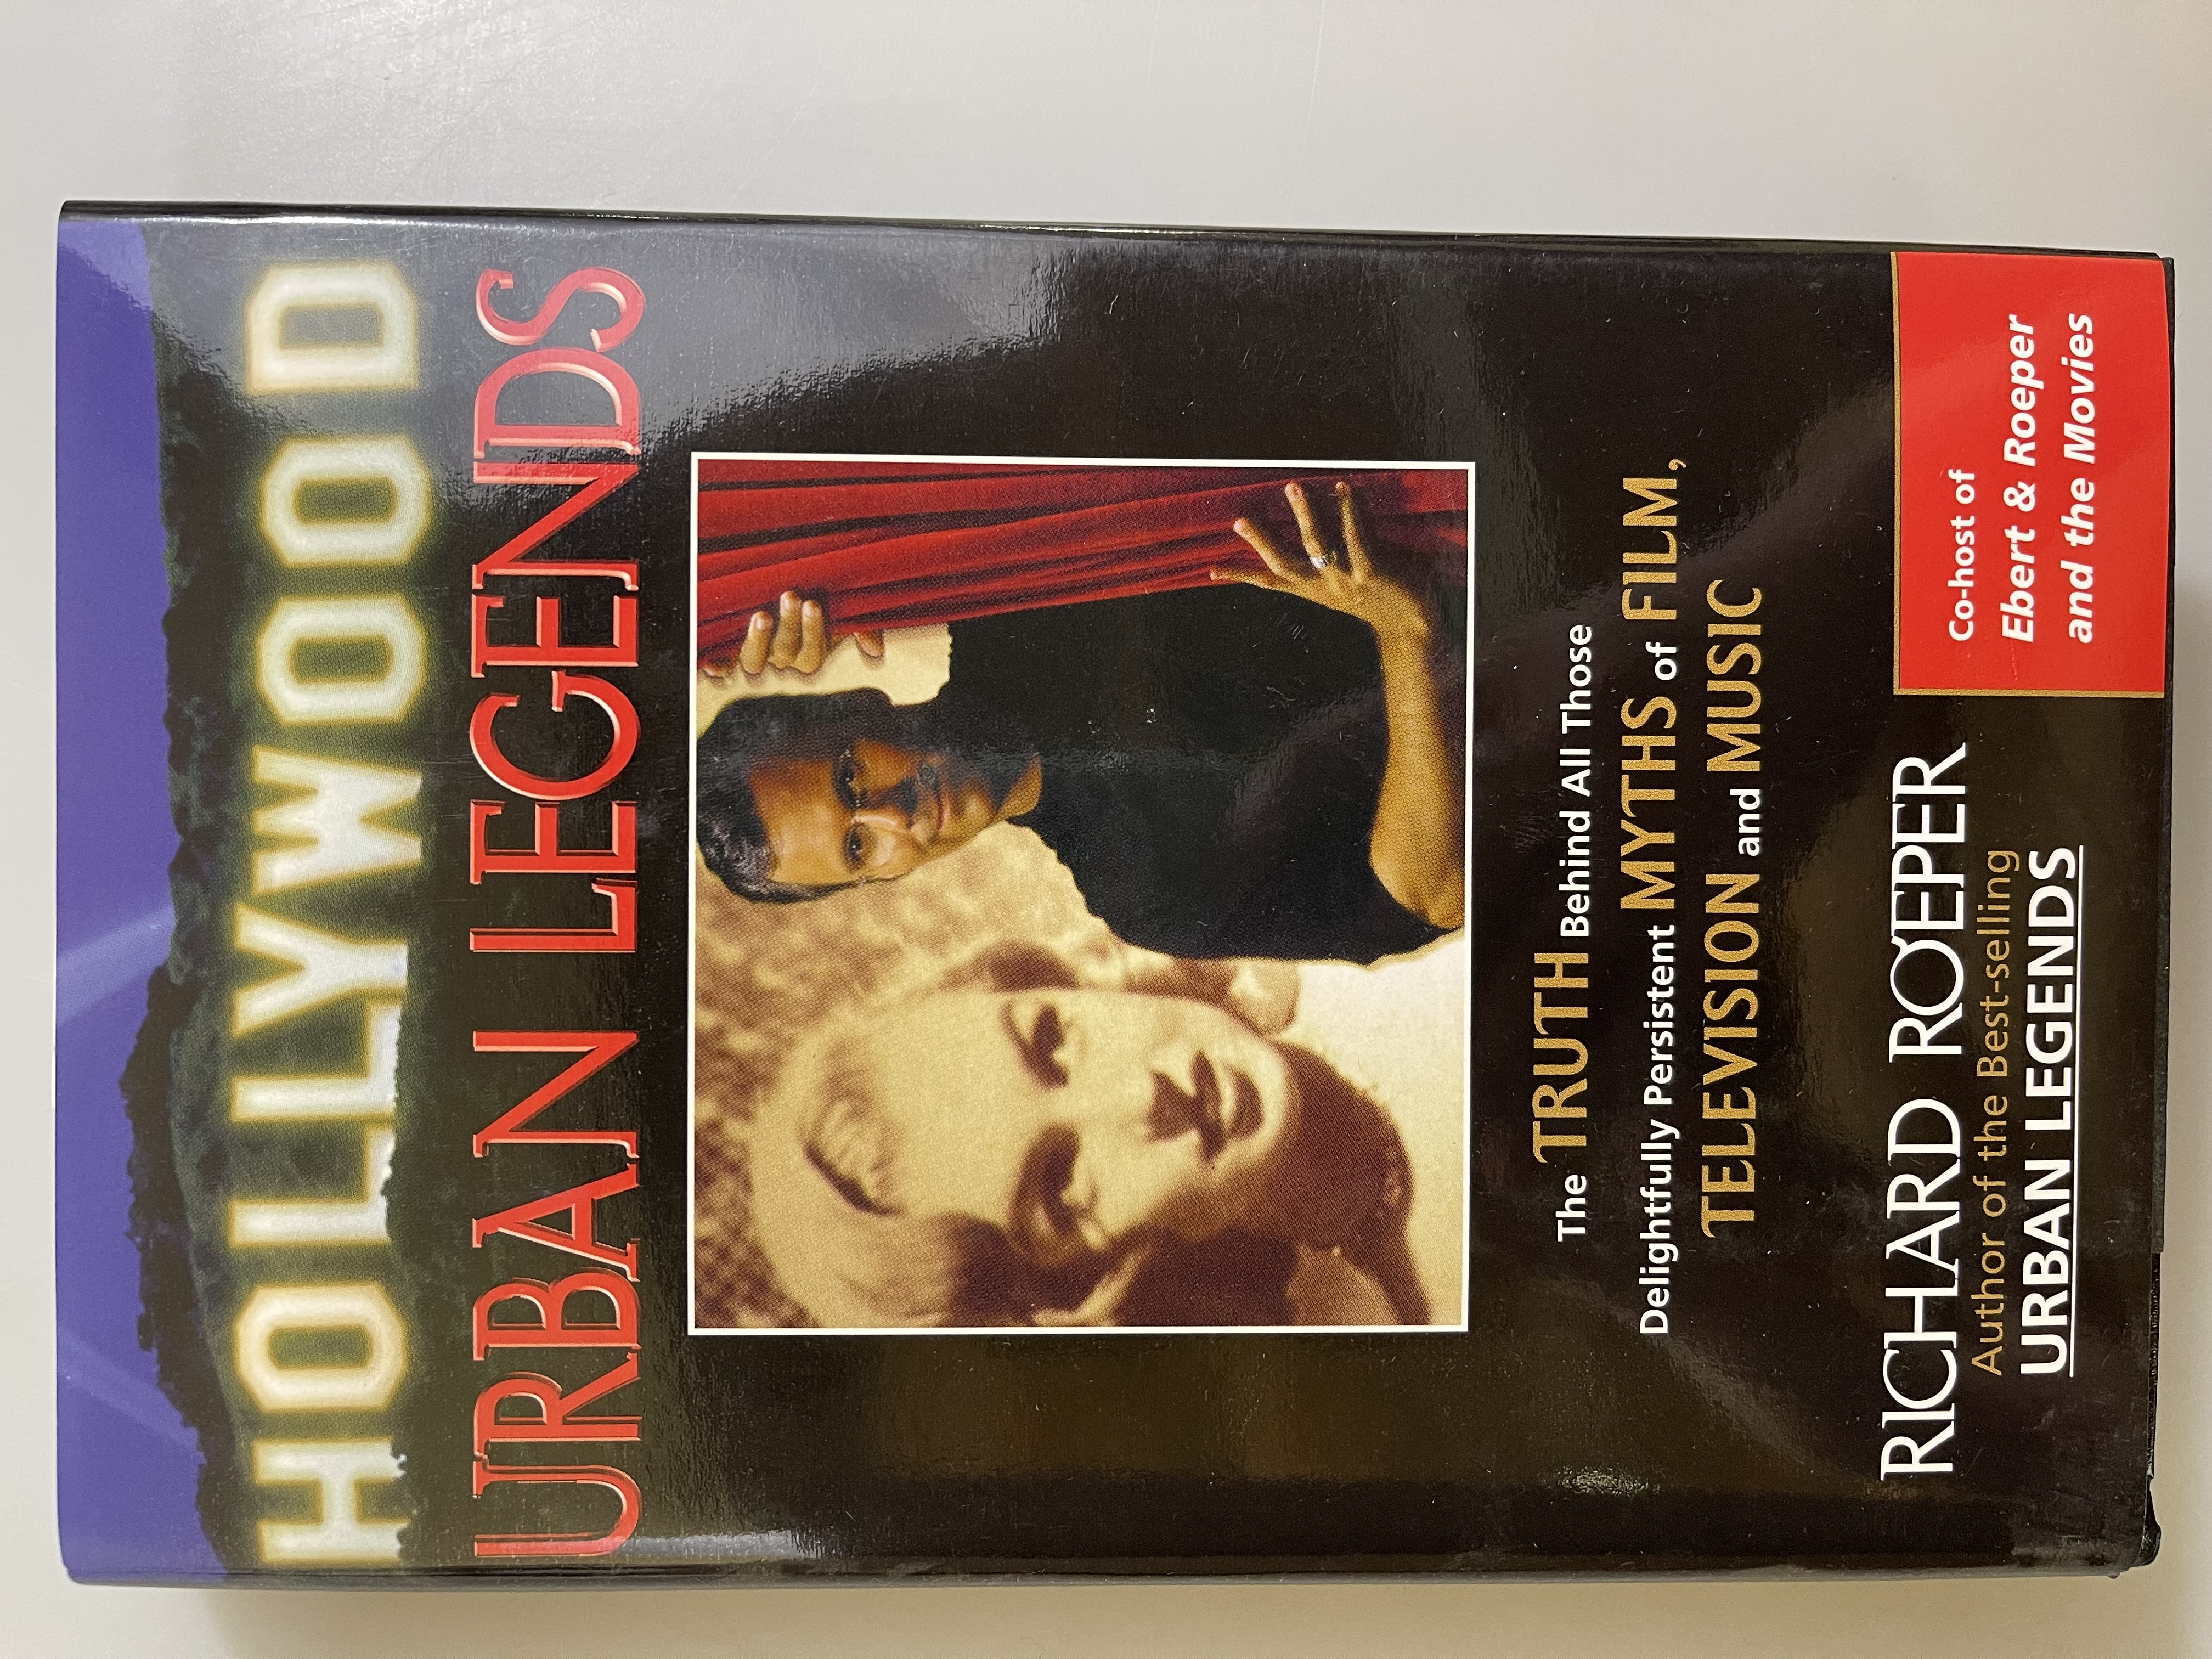 HOLLYWOOD
URBAN LEGENDS
The TRUTH Behind All Those
Delightfully Persistent MYTHS of FILM,
TELEVISION and MUSIC
RICHARD ROEPER
Author of the Best-selling
URBAN LEGENDS
Co-host of
Ebert & Roeper
and the Movies